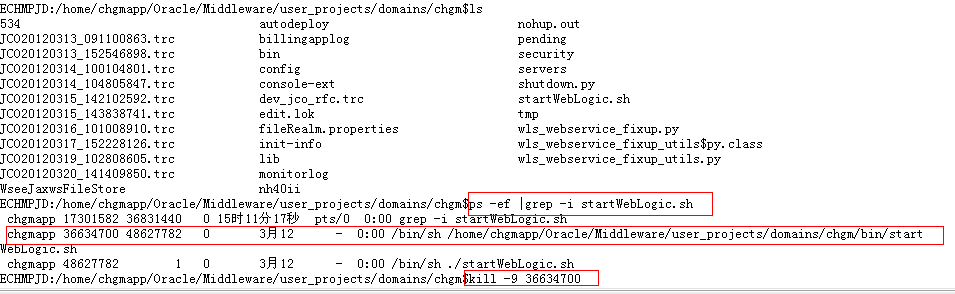 ECHMPJD:/home/chgmapp/Oracle/Middleware/user_projects/domains/chgm$ls
534 autodeploy nohup.out
JCO20120313_091100863.trc billingapplog pending
JCO20120313_152546898.trc bin security
JCO20120314_100104801.trc config servers
JCO20120314_104805847.trc console-ext shutdown.py
JCO20120315_142102592.trc dev_jco_rfc.trc startWebLogic.sh
JCO20120315_143838741.trc edit.lok tmp
JCO20120316_101008910.trc fileRealm.properties wls_webservice_fixup.py
JCO20120317_152228126.trc init-info wls_webservice_fixup_utils$py.class
JCO20120319_102808605.trc lib wls_webservice_fixup_utils.py
JCO20120320_141409850.trc monitorlog
WseeJaxwsFileStore nh40ii
ECHMPJD:/home/chgmapp/Oracle/Middleware/user_projects/domains/chgm$ps -ef |grep -i startWebLogic.sh
chgmapp 17301582 36831440 0 15时11分17秒 pts/0 0:00 grep -i startWebLogic.sh
chgmapp 36634700 48627782 0 3月12 - 0:00 /bin/sh /home/chgmapp/Oracle/Middleware/user_projects/domains/chgm/bin/start
WebLogic.sh
chgmapp 48627782 1 0 3月12 - 0:00 /bin/sh ./startWebLogic.sh
ECHMPJD:/home/chgmapp/Oracle/Middleware/user_projects/domains/chgm$kill -9 36634700